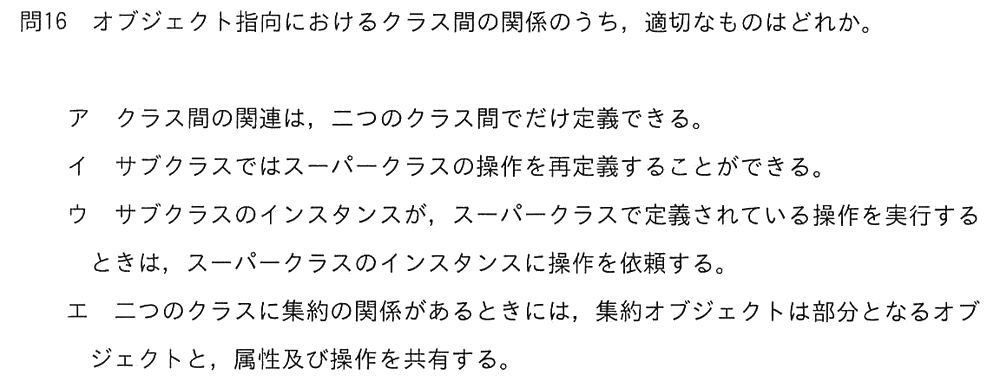 問16　オブジェクト指向におけるクラス間の関係のうち，適切なものはどれか。
ア　クラス間の関連は，二つのクラス間でだけ定義できる。
イ　サブクラスではスーパークラスの操作を再定義することができる。
ウ　サブクラスのインスタンスが，スーパークラスで定義されている操作を実行する
ときは，スーパークラスのインスタンスに操作を依頼する。
エ　二つのクラスに集約の関係があるときには，集約オブジェクトは部分となるオブ
ジェクトと，属性及び操作を共有する。